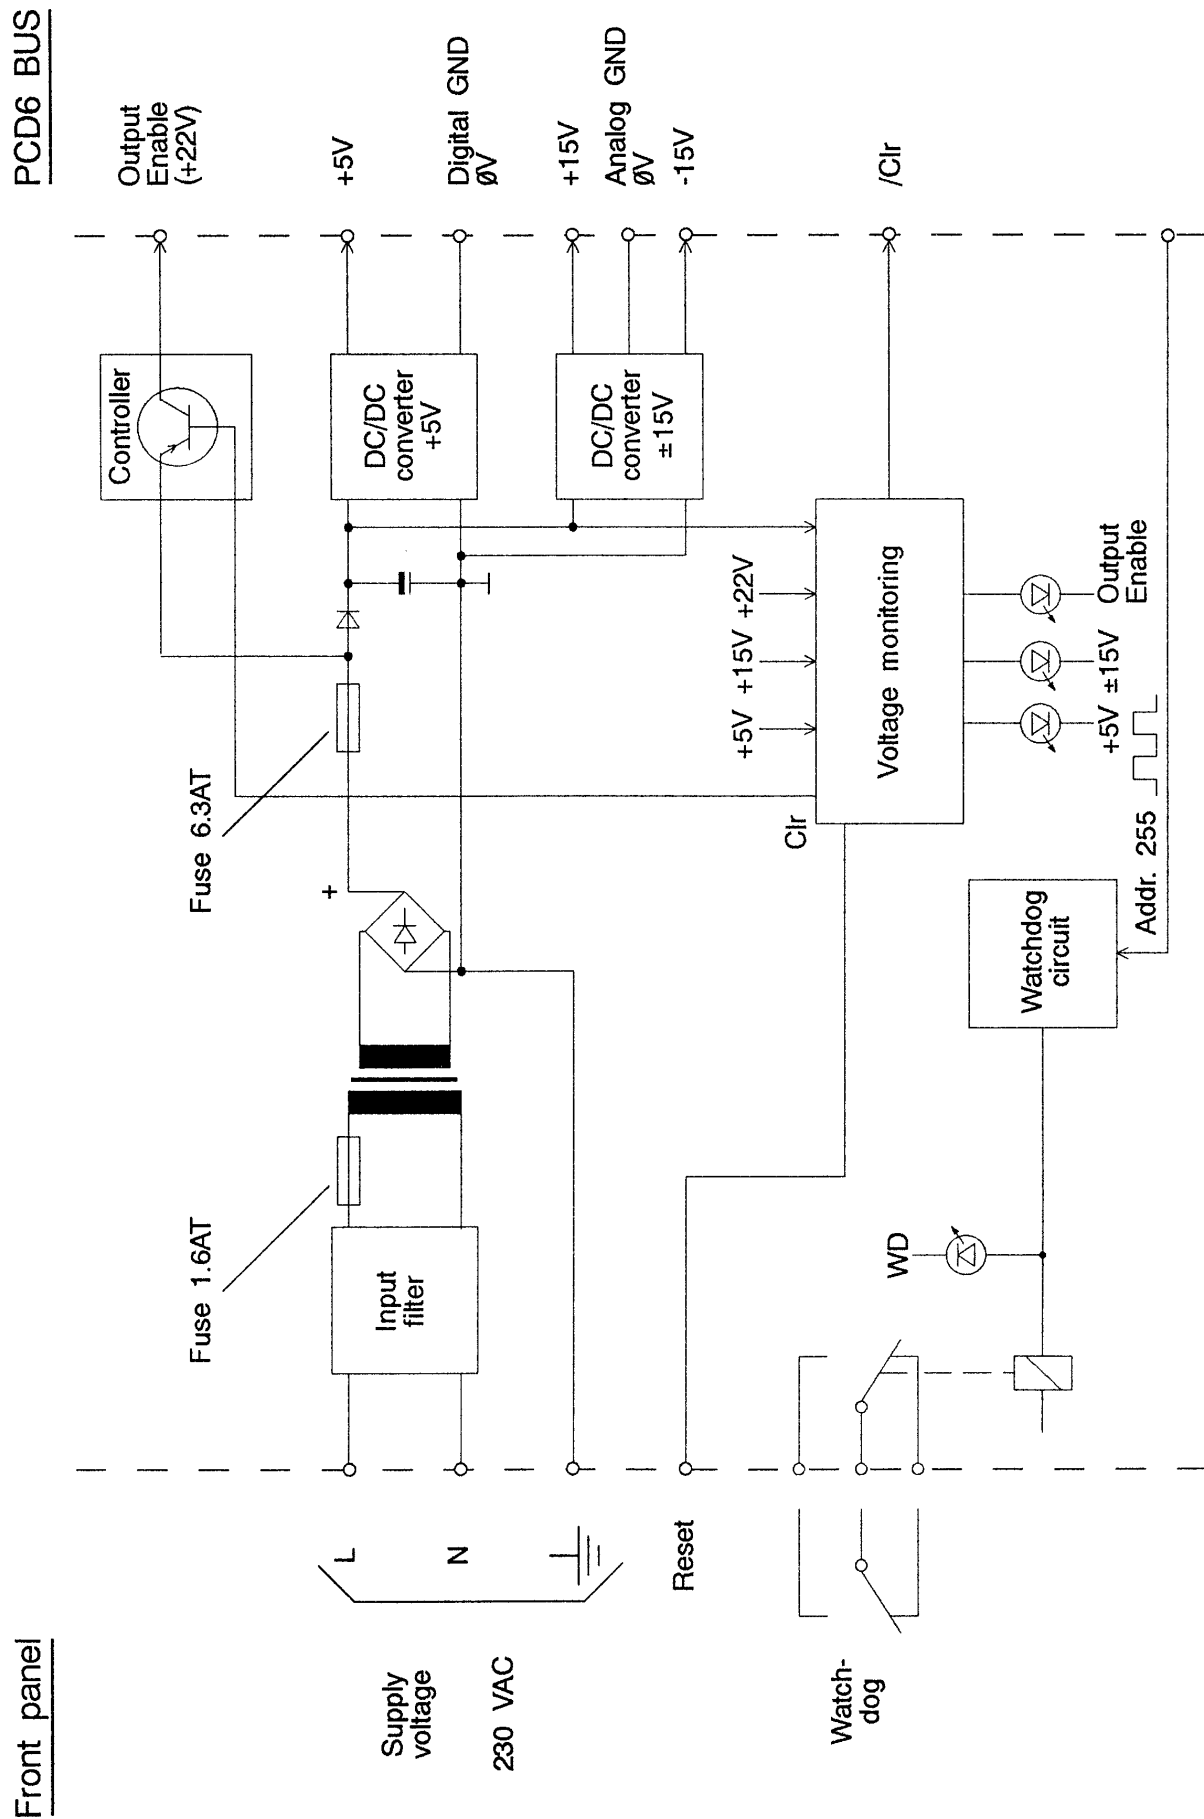 Front panel
PCD6 BUS
Output
Enable
(+22V)
Controller
Fuse 1.6AT
Fuse 6.3AT
+
+5V
DC/DC
converter
+5V
Digital GND
ØV
L
N
Input
filter
Supply
voltage
230 VAC
+15V
Analog GND
ØV
-15V
DC/DC
converter
±15V
Reset
+5V +15V +22V
Clr
Voltage monitoring
/Clr
Watch-
dog
WD
Watchdog
circuit
+5V
±15V
Output
Enable
Addr. 255